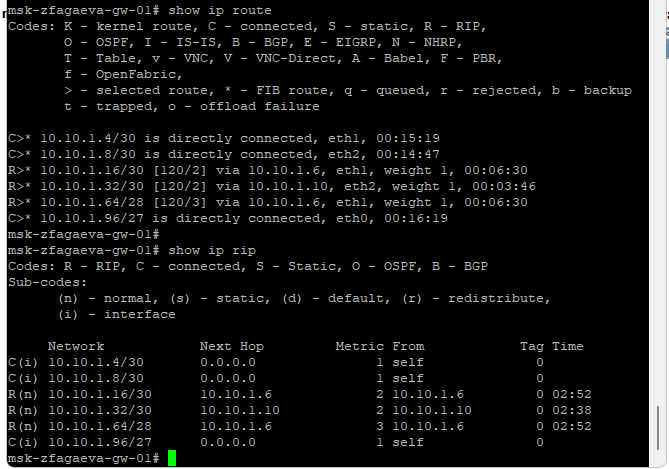 msk-zfagaeva-gw-01# show ip route
Codes: K - kernel route, C - connected, S - static, R - RIP,
       O - OSPF, I - IS-IS, B - BGP, E - EIGRP, N - NHRP,
       T - Table, v - VNC, V - VNC-Direct, A - Babel, F - PBR,
       f - OpenFabric,
       > - selected route, * - FIB route, q - queued, r - rejected, b - backup
       t - trapped, o - offload failure

C>* 10.10.1.4/30 is directly connected, eth1, 00:15:19
C>* 10.10.1.8/30 is directly connected, eth2, 00:14:47
R>* 10.10.1.16/30 [120/2] via 10.10.1.6, eth1, weight 1, 00:06:30
R>* 10.10.1.32/30 [120/2] via 10.10.1.10, eth2, weight 1, 00:03:46
R>* 10.10.1.64/28 [120/3] via 10.10.1.6, eth1, weight 1, 00:06:30
C>* 10.10.1.96/27 is directly connected, eth0, 00:16:19
msk-zfagaeva-gw-01#
msk-zfagaeva-gw-01# show ip rip
Codes: R - RIP, C - connected, S - Static, O - OSPF, B - BGP
Sub-codes:
      (n) - normal, (s) - static, (d) - default, (r) - redistribute,
      (i) - interface

     Network            Next Hop         Metric From            Tag Time
C(i) 10.10.1.4/30       0.0.0.0               1 self              0
C(i) 10.10.1.8/30       0.0.0.0               1 self              0
R(n) 10.10.1.16/30      10.10.1.6             2 10.10.1.6         0 02:52
R(n) 10.10.1.32/30      10.10.1.10            2 10.10.1.10        0 02:38
R(n) 10.10.1.64/28      10.10.1.6             3 10.10.1.6         0 02:52
C(i) 10.10.1.96/27      0.0.0.0               1 self              0
msk-zfagaeva-gw-01#